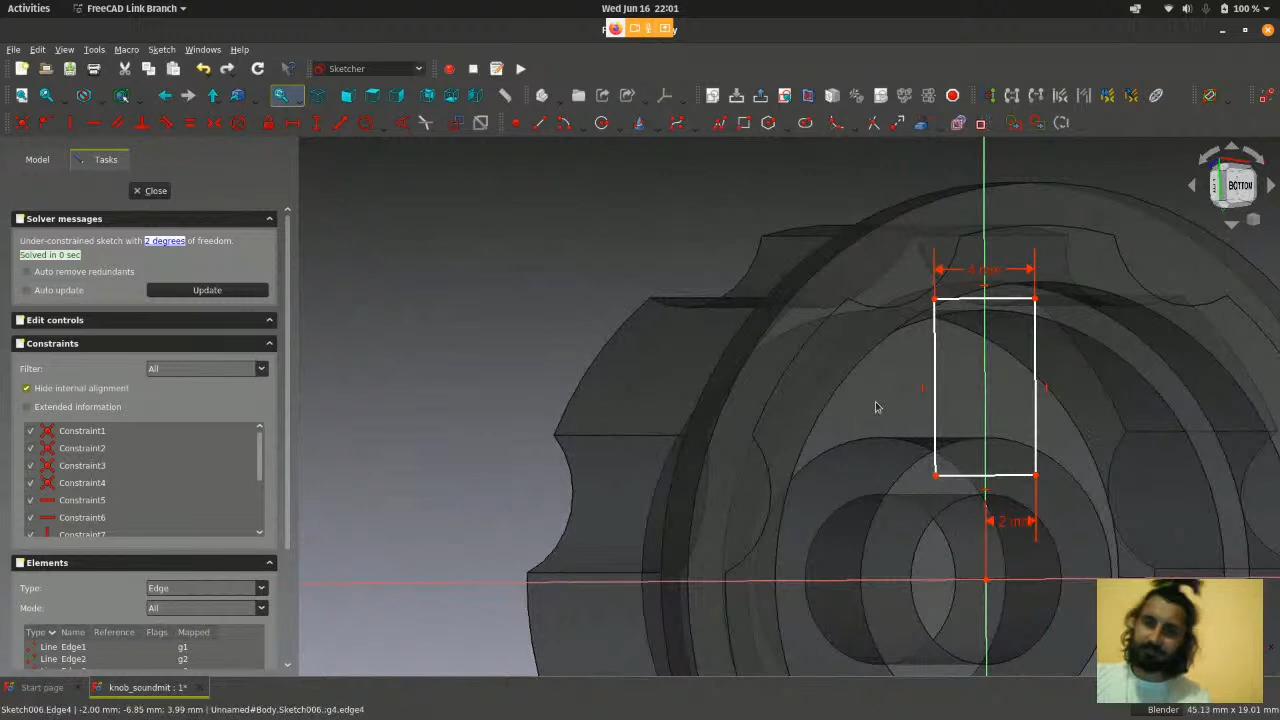 Activities
FreeCAD Link Branch
Wed Jun 16 22:01
100 %
File Edit View Tools Macro Sketch Windows Help
Sketcher
Model
Tasks
Close
Solver messages
Under-constrained sketch with 2 degrees of freedom.
Solved in 0 sec
Auto remove redundants
Auto update
Update
Edit controls
Constraints
Filter:
All
Hide internal alignment
Extended information
Constraint1
Constraint2
Constraint3
Constraint4
Constraint5
Constraint6
Constraint7
Elements
Type:
Edge
Mode:
All
Type Name Reference Flags Mapped
Line Edge1 g1
Line Edge2 g2
BOTTOM
Start page
knob_soundmit : 1*
Sketch006.Edge4 | -2.00 mm; -6.85 mm; 3.99 mm | Unnamed#Body.Sketch006.;g4.edge4
Blender
45.13 mm x 19.01 mm